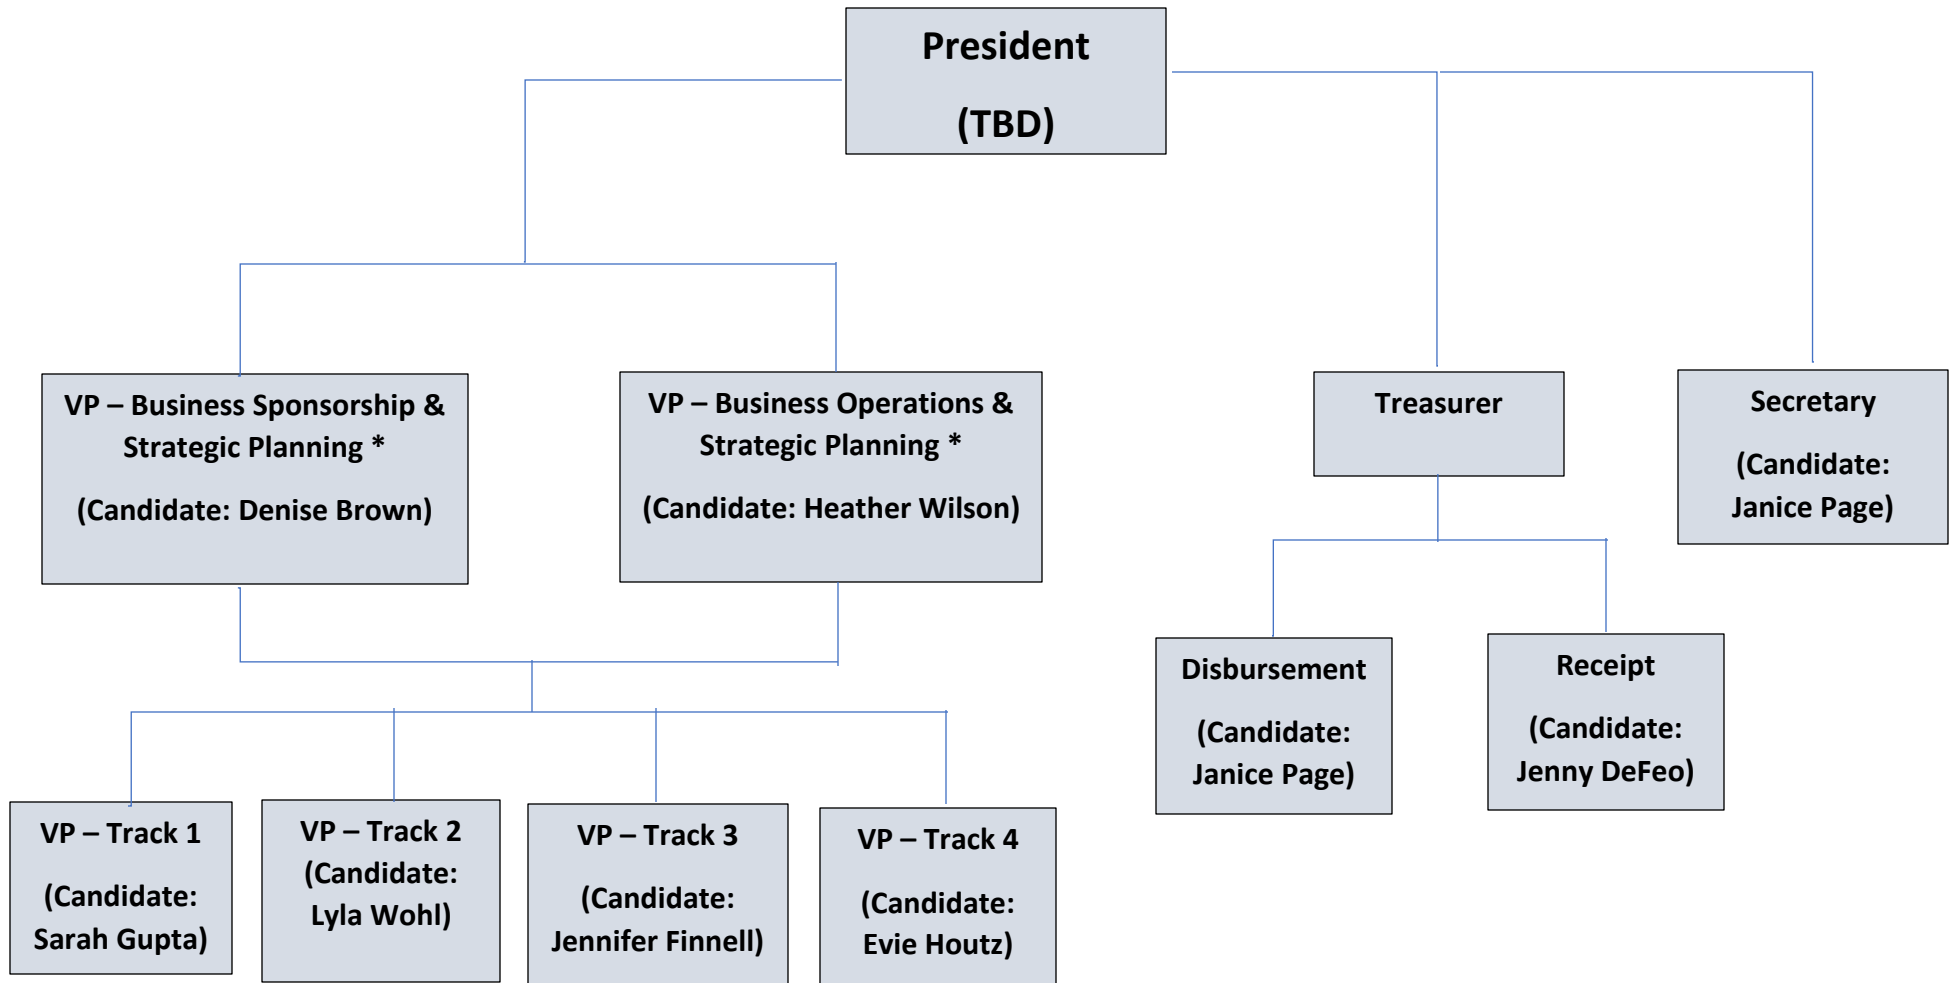 President
(TBD)
VP – Business Sponsorship &
Strategic Planning *
(Candidate: Denise Brown)
VP – Business Operations &
Strategic Planning *
(Candidate: Heather Wilson)
Treasurer
Secretary
(Candidate:
Janice Page)
Disbursement
(Candidate:
Janice Page)
Receipt
(Candidate:
Jenny DeFeo)
VP – Track 1
(Candidate:
Sarah Gupta)
VP – Track 2
(Candidate:
Lyla Wohl)
VP – Track 3
(Candidate:
Jennifer Finnell)
VP – Track 4
(Candidate:
Evie Houtz)